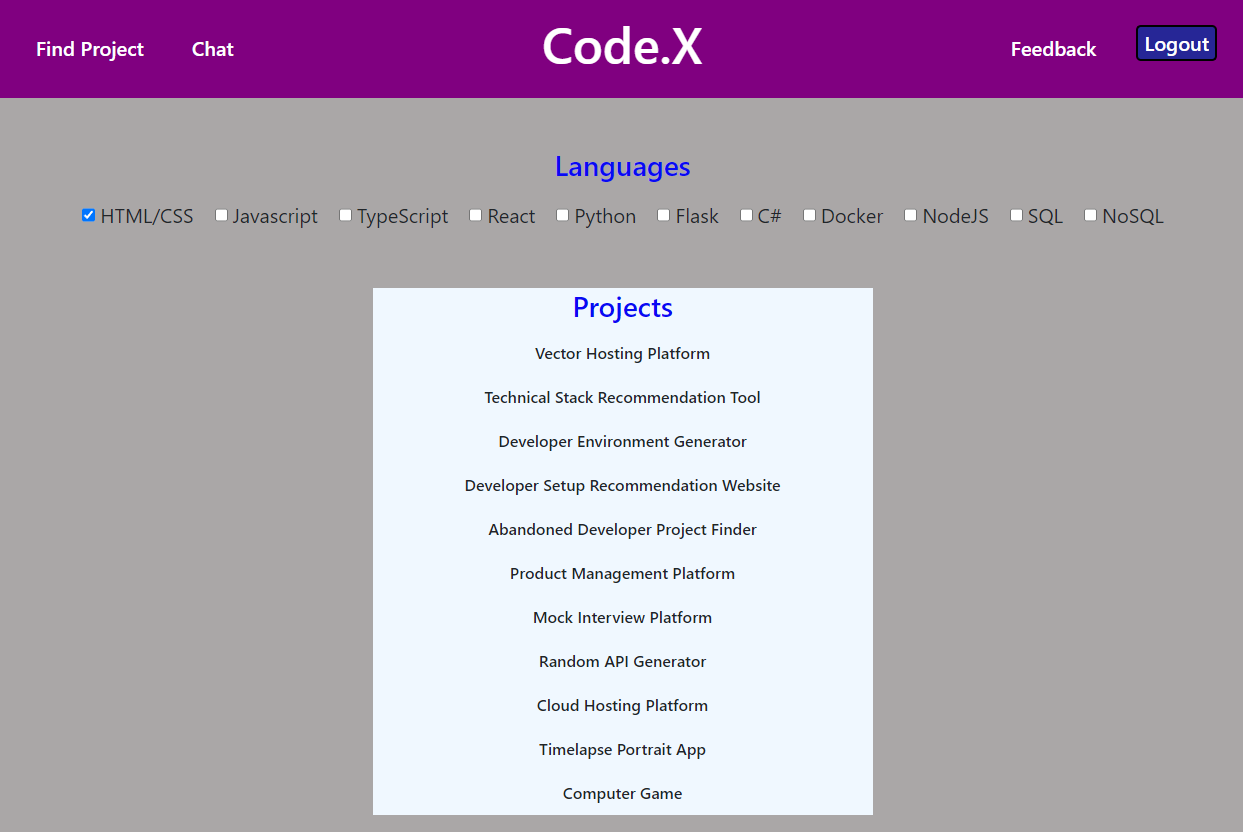 Find Project Chat Code.X Feedback Logout
Languages
HTML/CSS Javascript TypeScript React Python Flask C# Docker NodeJS SQL NoSQL
Projects
Vector Hosting Platform
Technical Stack Recommendation Tool
Developer Environment Generator
Developer Setup Recommendation Website
Abandoned Developer Project Finder
Product Management Platform
Mock Interview Platform
Random API Generator
Cloud Hosting Platform
Timelapse Portrait App
Computer Game